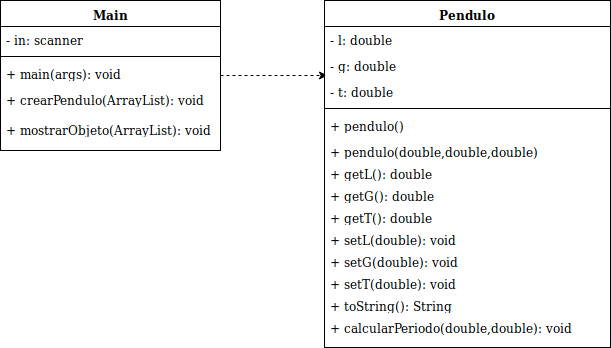 Main
- in: scanner
+ main(args): void
+ crearPendulo(ArrayList): void
+ mostrarObjeto(ArrayList): void
Pendulo
- l: double
- g: double
- t: double
+ pendulo()
+ pendulo(double,double,double)
+ getL(): double
+ getG(): double
+ getT(): double
+ setL(double): void
+ setG(double): void
+ setT(double): void
+ toString(): String
+ calcularPeriodo(double,double): void